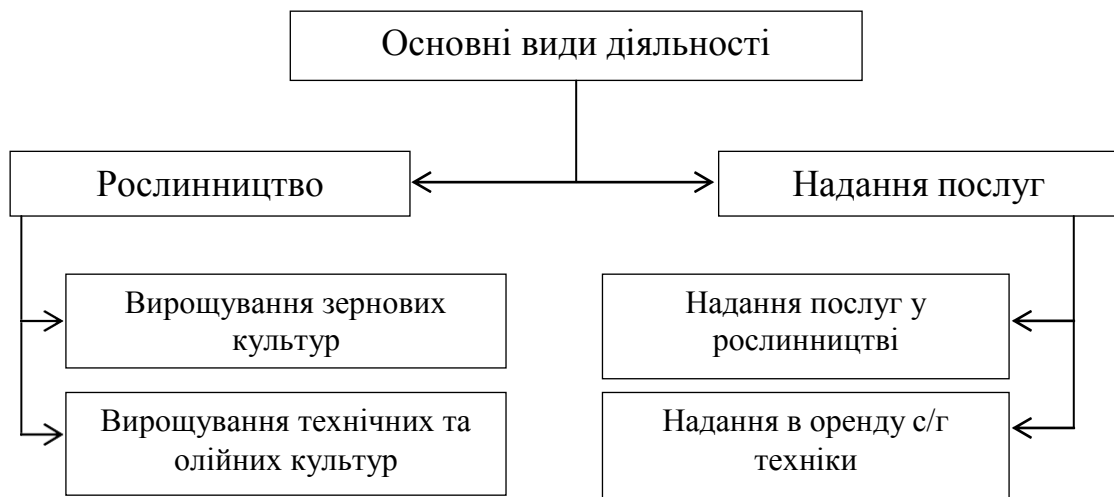 Основні види діяльності
Рослинництво
Надання послуг
Вирощування зернових
культур
Надання послуг у
рослинництві
Вирощування технічних та
олійних культур
Надання в оренду с/г
техніки